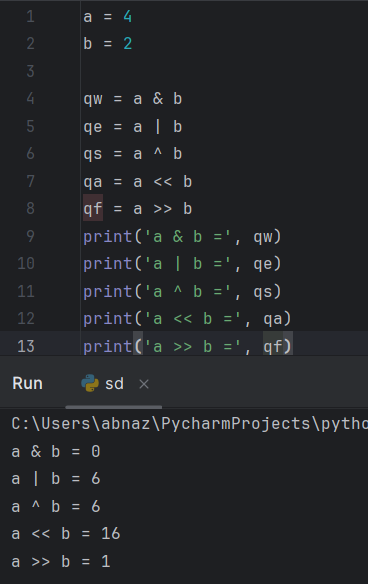 1 a = 4
2 b = 2
3
4 qw = a & b
5 qe = a | b
6 qs = a ^ b
7 qa = a << b
8 qf = a >> b
9 print('a & b =', qw)
10 print('a | b =', qe)
11 print('a ^ b =', qs)
12 print('a << b =', qa)
13 print('a >> b =', qf)
Run sd ×
C:\Users\abnaz\PycharmProjects\pytho
a & b = 0
a | b = 6
a ^ b = 6
a << b = 16
a >> b = 1